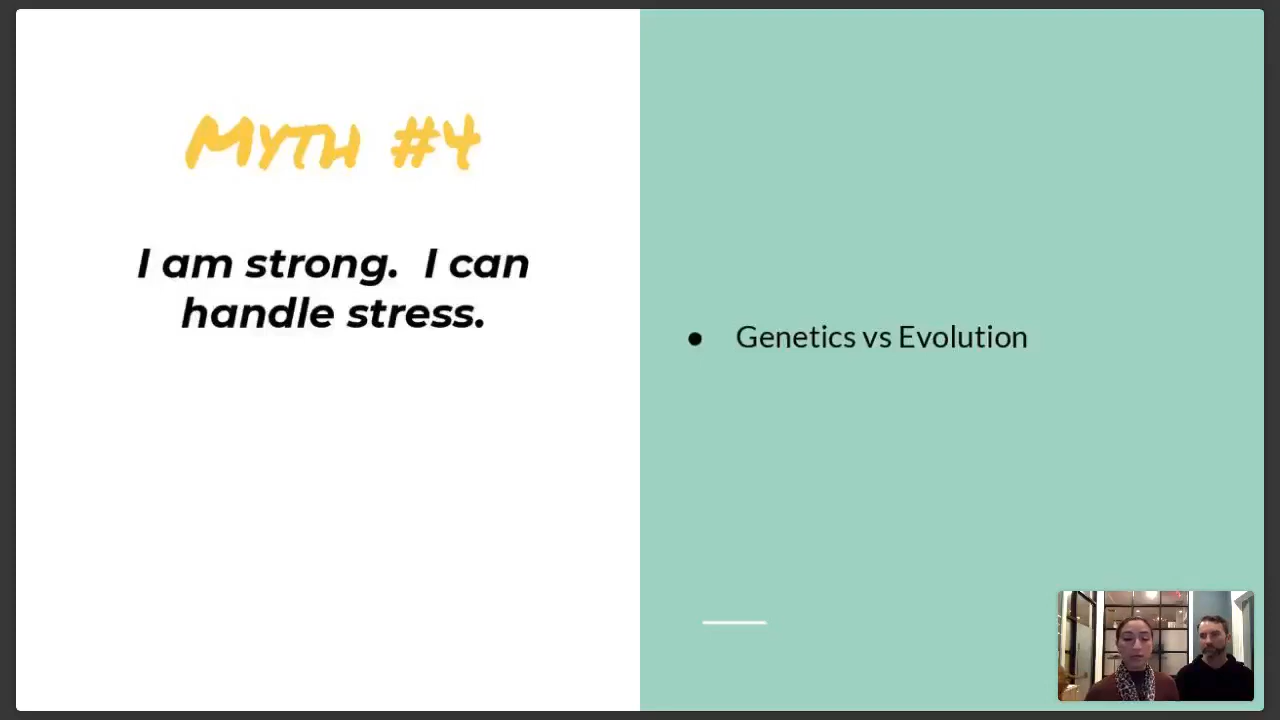 Myth #4
I am strong.  I can
handle stress.
● Genetics vs Evolution